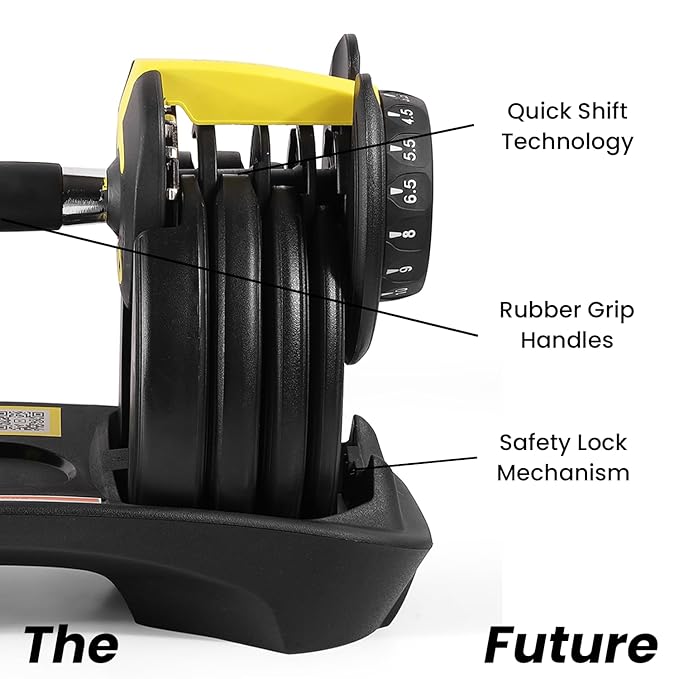 Quick Shift
Technology
4.5
5.5
6.5
8
9
Rubber Grip
Handles
Safety Lock
Mechanism
The Future